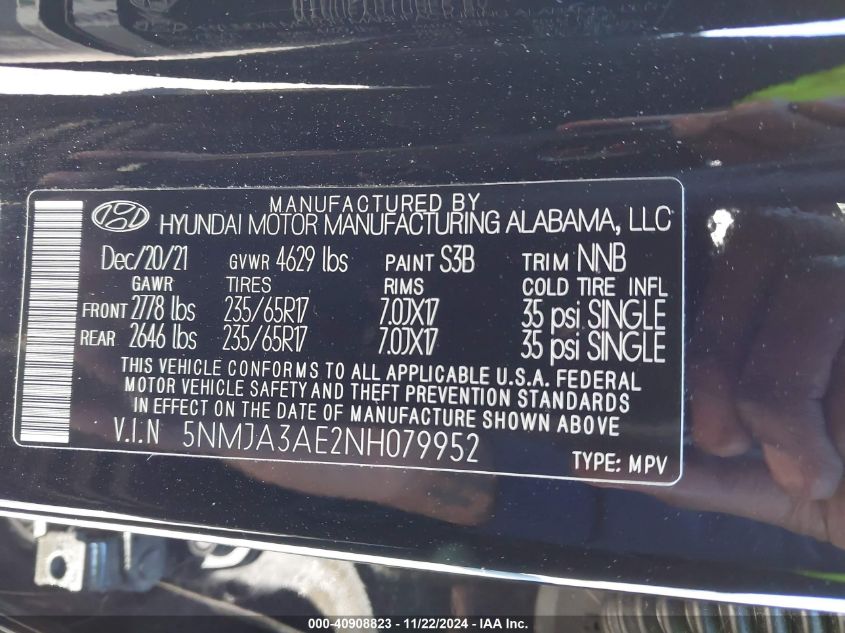 MANUFACTURED BY
HYUNDAI MOTOR MANUFACTURING ALABAMA, LLC
Dec/20/21 GVWR 4629 lbs PAINT S3B TRIM NNB
GAWR TIRES RIMS COLD TIRE INFL
FRONT 2778 lbs 235/65R17 7.0JX17 35 psi SINGLE
REAR 2646 lbs 235/65R17 7.0JX17 35 psi SINGLE
THIS VEHICLE CONFORMS TO ALL APPLICABLE U.S.A. FEDERAL
MOTOR VEHICLE SAFETY AND THEFT PREVENTION STANDARDS
IN EFFECT ON THE DATE OF MANUFACTURE SHOWN ABOVE
V.I.N 5NMJA3AE2NH079952
TYPE: MPV
000-40908823 - 11/22/2024 - IAA Inc.